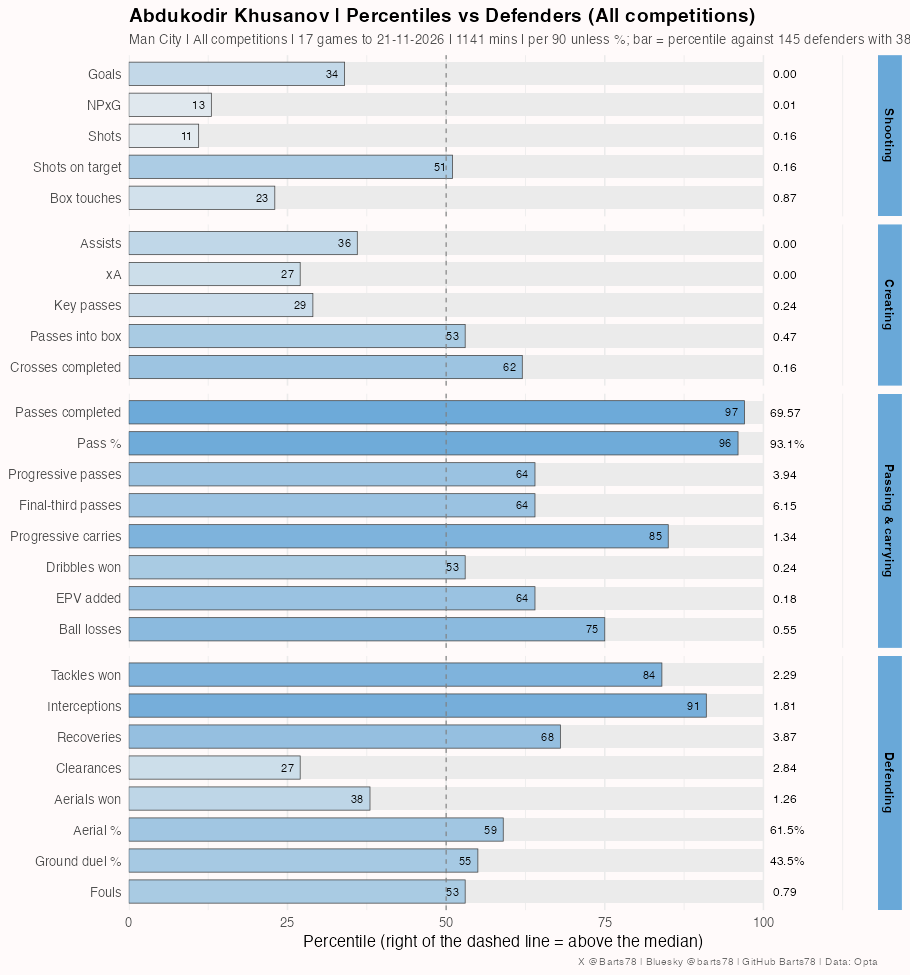 Abdukodir Khusanov | Percentiles vs Defenders (All competitions)
Man City | All competitions | 17 games to 21-11-2026 | 1141 mins | per 90 unless %; bar = percentile against 145 defenders with 38
Goals 34 0.00
NPxG 13 0.01
Shots 11 0.16
Shots on target 51 0.16
Box touches 23 0.87
Shooting
Assists 36 0.00
xA 27 0.00
Key passes 29 0.24
Passes into box 53 0.47
Crosses completed 62 0.16
Creating
Passes completed 97 69.57
Pass % 96 93.1%
Progressive passes 64 3.94
Final-third passes 64 6.15
Progressive carries 85 1.34
Dribbles won 53 0.24
EPV added 64 0.18
Ball losses 75 0.55
Passing & carrying
Tackles won 84 2.29
Interceptions 91 1.81
Recoveries 68 3.87
Clearances 27 2.84
Aerials won 38 1.26
Aerial % 59 61.5%
Ground duel % 55 43.5%
Fouls 53 0.79
Defending
0 25 50 75 100
Percentile (right of the dashed line = above the median)
X @Barts78 | Bluesky @barts78 | GitHub Barts78 | Data: Opta